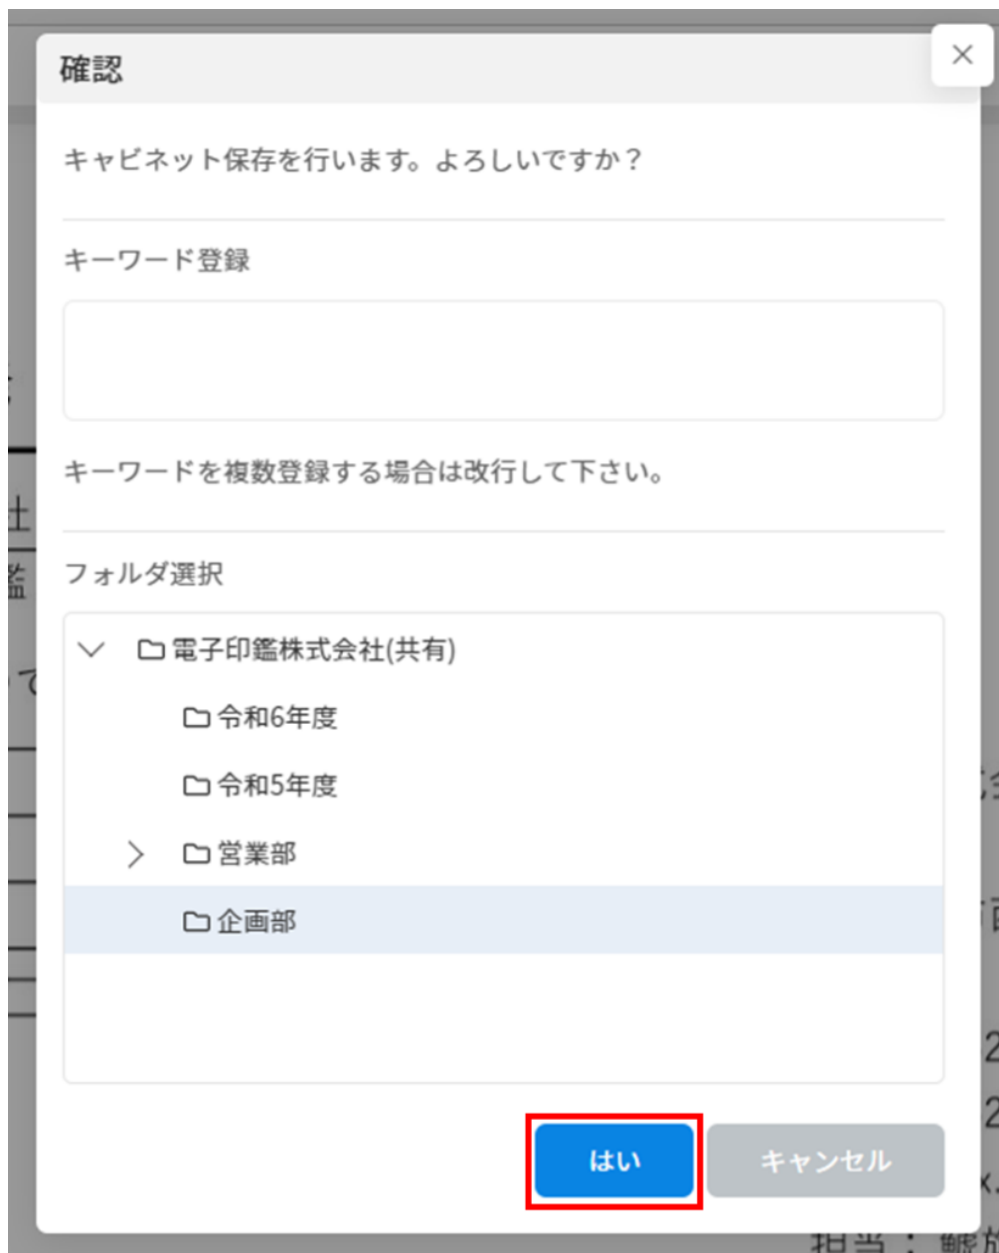 確認
キャビネット保存を行います。よろしいですか？
キーワード登録
キーワードを複数登録する場合は改行して下さい。
フォルダ選択
電子印鑑株式会社(共有)
令和6年度
令和5年度
営業部
企画部
はい
キャンセル
担当：